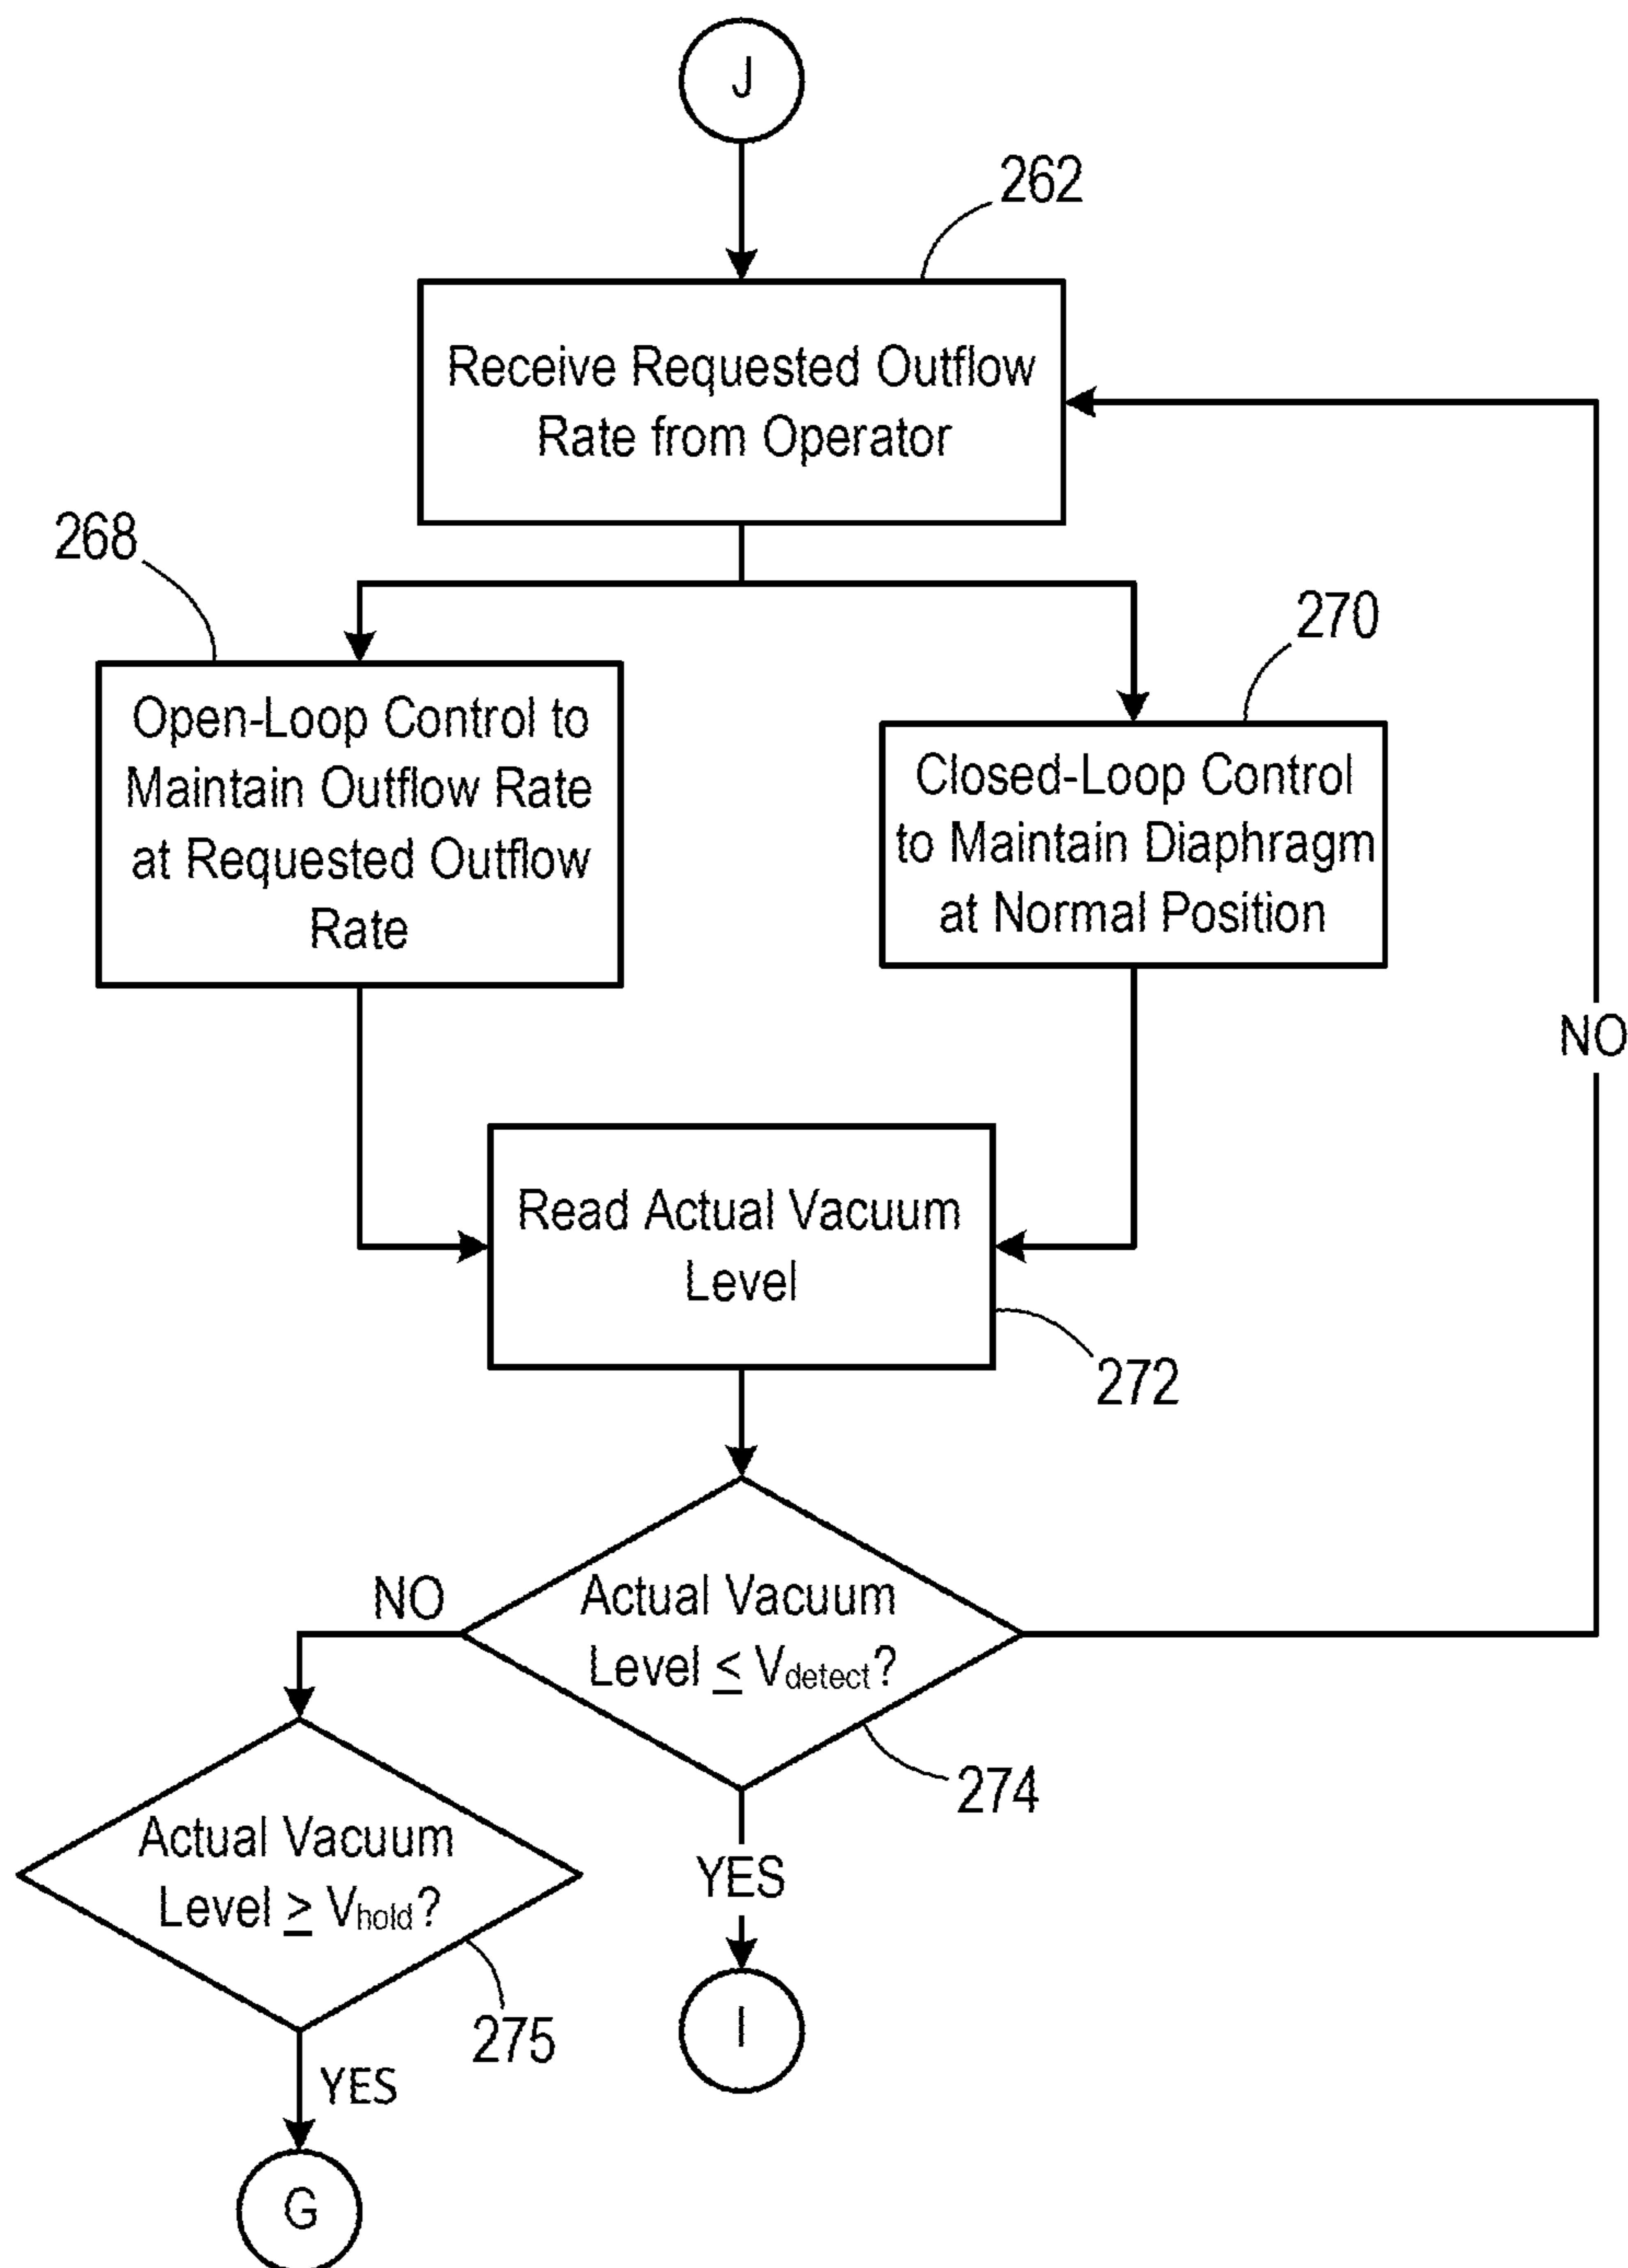 J
262
Receive Requested Outflow
Rate from Operator
268
270
Open-Loop Control to
Maintain Outflow Rate
at Requested Outflow
Rate
Closed-Loop Control
to Maintain Diaphragm
at Normal Position
NO
Read Actual Vacuum
Level
272
NO
Actual Vacuum
Level ≤ Vdetect?
274
Actual Vacuum
Level ≥ Vhold?
YES
275
I
YES
G